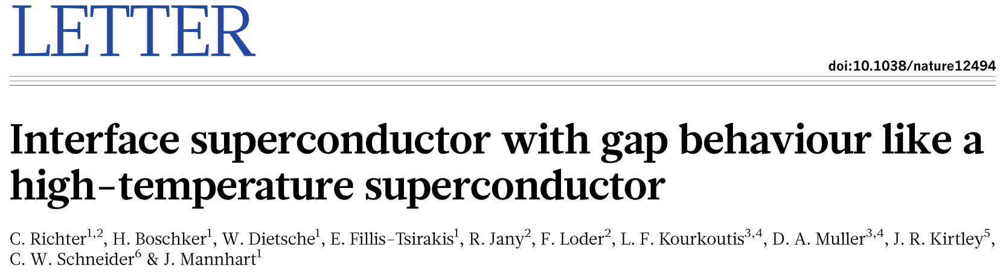 LETTER
doi:10.1038/nature12494
Interface superconductor with gap behaviour like a
high-temperature superconductor
C. Richter1,2, H. Boschker1, W. Dietsche1, E. Fillis-Tsirakis1, R. Jany2, F. Loder2, L. F. Kourkoutis3,4, D. A. Muller3,4, J. R. Kirtley5,
C. W. Schneider6 & J. Mannhart1